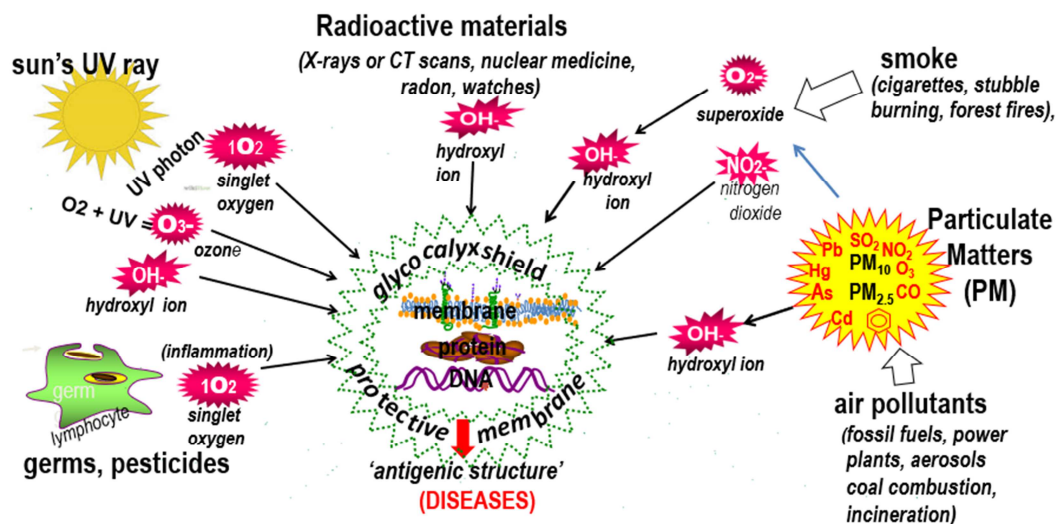 Radioactive materials
(X-rays or CT scans, nuclear medicine,
radon, watches)
OH-
hydroxyl
ion
sun's UV ray
UV photon
1O2
singlet
oxygen
O2 + UV =
O3-
ozone
OH-
hydroxyl ion
(inflammation)
1O2
singlet
oxygen
germ
lymphocyte
germs, pesticides
O2-
superoxide
OH-
hydroxyl
ion
NO2-
nitrogen
dioxide
smoke
(cigarettes, stubble
burning, forest fires),
Particulate
Matters
(PM)
Pb SO2 NO2
Hg PM10 O3
As PM2.5 CO
Cd
OH-
hydroxyl ion
air pollutants
(fossil fuels, power
plants, aerosols
coal combustion,
incineration)
glyco calyx shield
membrane
protein
DNA
protective membrane
'antigenic structure'
(DISEASES)